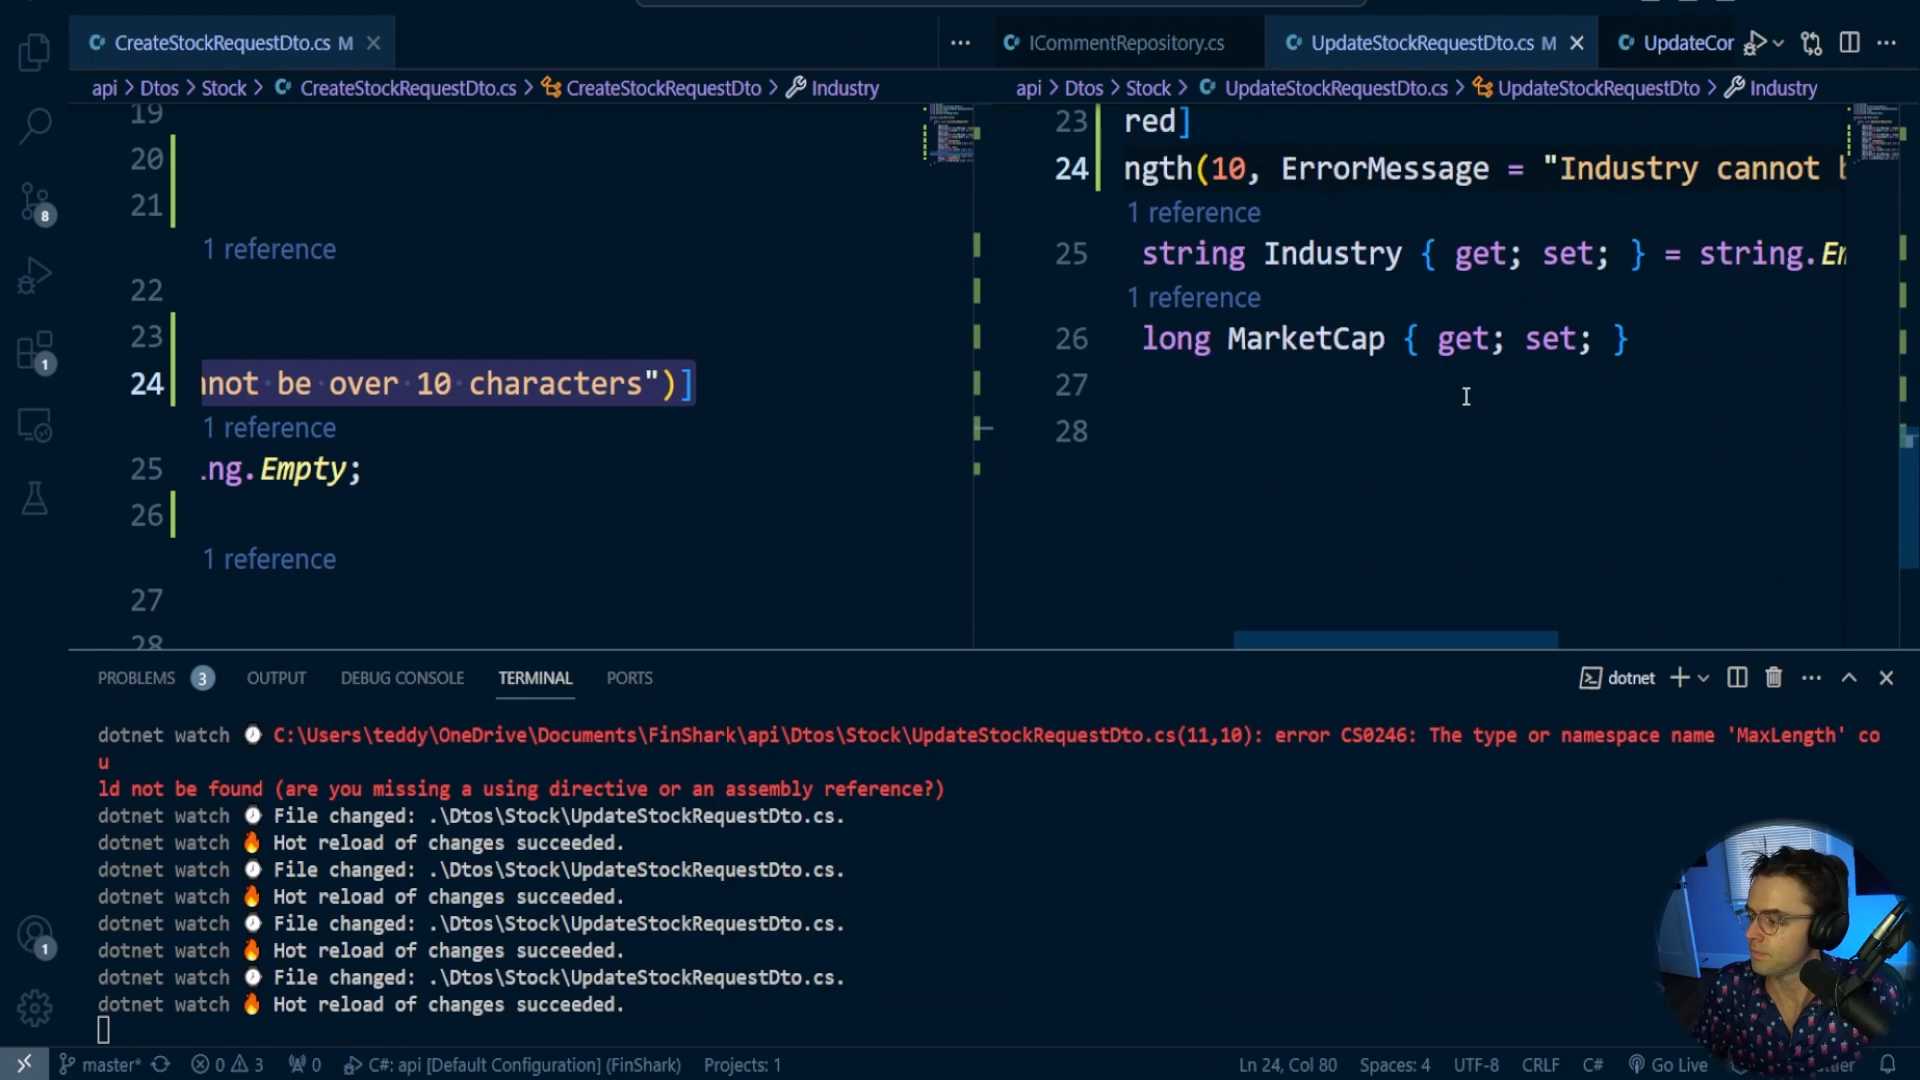 CreateStockRequestDto.cs M
ICommentRepository.cs
UpdateStockRequestDto.cs M
UpdateCor
api > Dtos > Stock > CreateStockRequestDto.cs > CreateStockRequestDto > Industry
api > Dtos > Stock > UpdateStockRequestDto.cs > UpdateStockRequestDto > Industry
19
20
21
1 reference
22
23
24 nnot be over 10 characters")]
1 reference
25 .ng.Empty;
26
1 reference
27
28
23 red]
24 ngth(10, ErrorMessage = "Industry cannot b
1 reference
25 string Industry { get; set; } = string.Em
1 reference
26 long MarketCap { get; set; }
27
28
PROBLEMS 3 OUTPUT DEBUG CONSOLE TERMINAL PORTS
dotnet
dotnet watch C:\Users\teddy\OneDrive\Documents\FinShark\api\Dtos\Stock\UpdateStockRequestDto.cs(11,10): error CS0246: The type or namespace name 'MaxLength' co
u
ld not be found (are you missing a using directive or an assembly reference?)
dotnet watch File changed: .\Dtos\Stock\UpdateStockRequestDto.cs.
dotnet watch Hot reload of changes succeeded.
dotnet watch File changed: .\Dtos\Stock\UpdateStockRequestDto.cs.
dotnet watch Hot reload of changes succeeded.
dotnet watch File changed: .\Dtos\Stock\UpdateStockRequestDto.cs.
dotnet watch Hot reload of changes succeeded.
dotnet watch File changed: .\Dtos\Stock\UpdateStockRequestDto.cs.
dotnet watch Hot reload of changes succeeded.
8
1
1
master* 0 3 0 C#: api [Default Configuration] (FinShark) Projects: 1
Ln 24, Col 80 Spaces: 4 UTF-8 CRLF C# Go Live